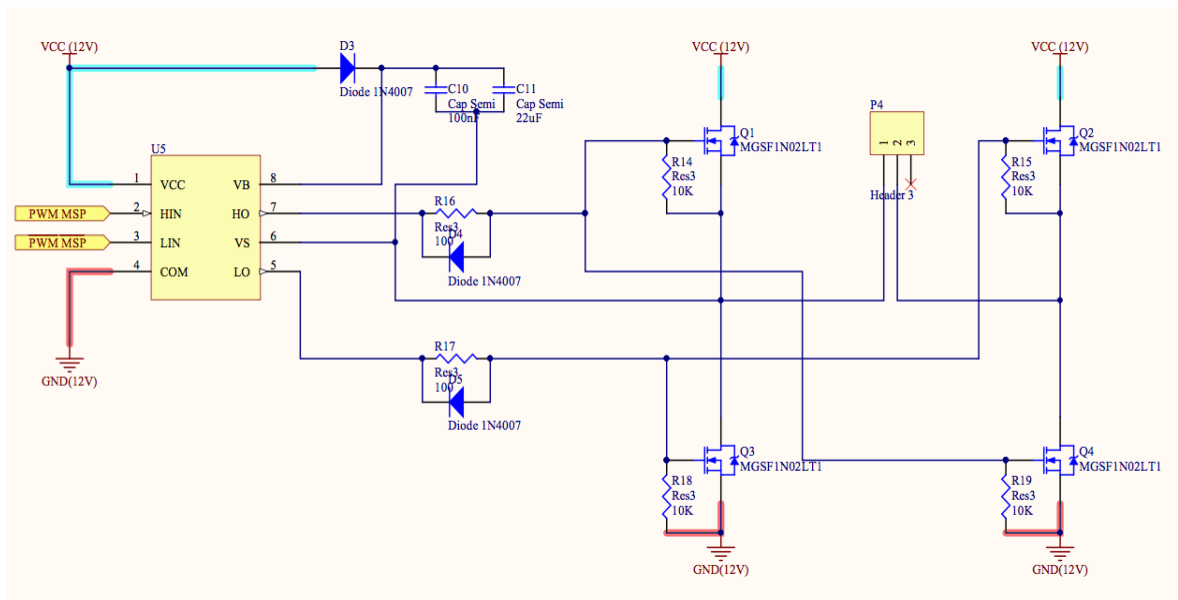 VCC (12V)
D3
Diode 1N4007
C10
Cap Semi
100nF
C11
Cap Semi
22uF
VCC (12V)
VCC (12V)
P4
1
2
3
Header 3
Q1
MGSF1N02LT1
Q2
MGSF1N02LT1
R14
Res3
10K
R15
Res3
10K
U5
1 VCC VB 8
PWM MSP 2 HIN HO 7
PWM MSP 3 LIN VS 6
4 COM LO 5
R16
Res3
100
D4
Diode 1N4007
GND(12V)
R17
Res3
100
D5
Diode 1N4007
Q3
MGSF1N02LT1
Q4
MGSF1N02LT1
R18
Res3
10K
R19
Res3
10K
GND(12V)
GND(12V)